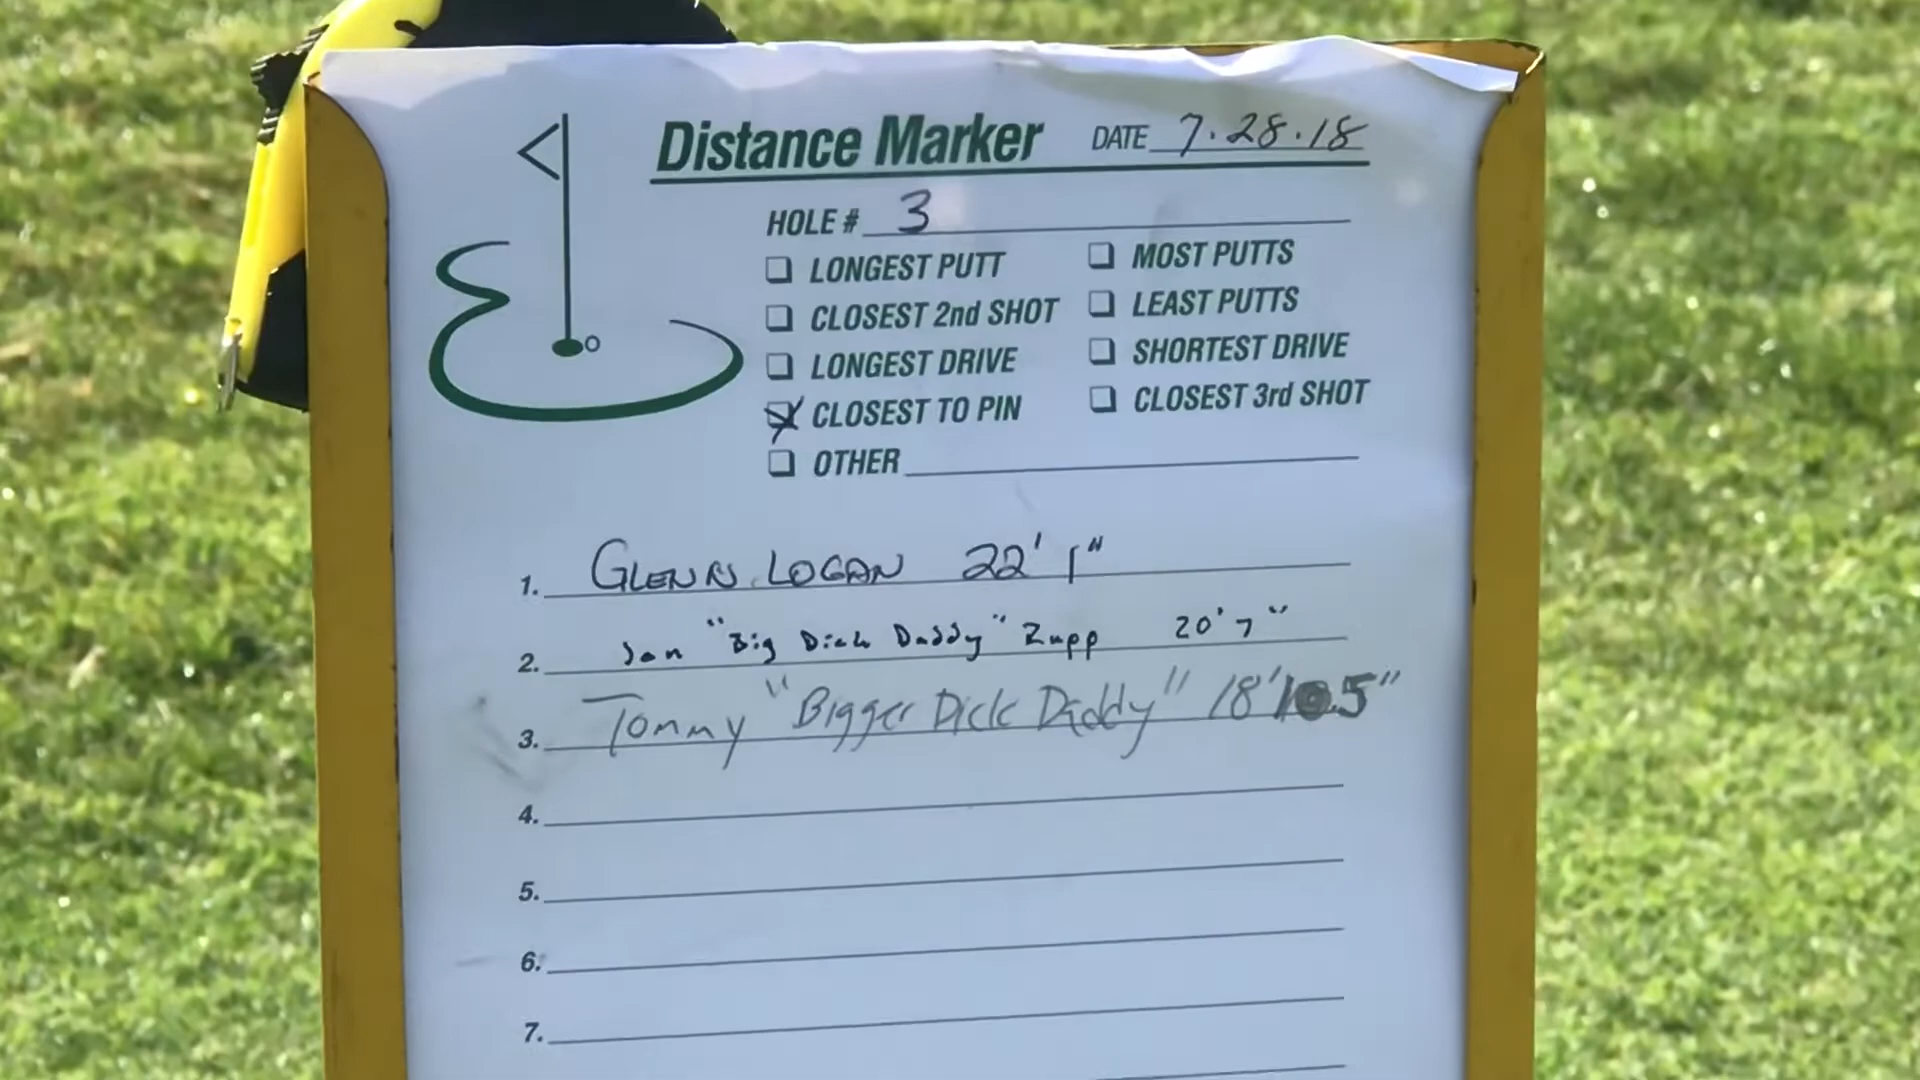 Distance Marker DATE 7.28.18
HOLE # 3
LONGEST PUTT
MOST PUTTS
CLOSEST 2nd SHOT
LEAST PUTTS
LONGEST DRIVE
SHORTEST DRIVE
CLOSEST TO PIN
CLOSEST 3rd SHOT
OTHER
1. GLENN LOGAN 22' 1"
2. Jon "Big Dick Daddy" Zupp 20' 7"
3. Tommy "Bigger Dick Daddy" 18'10.5"
4.
5.
6.
7.